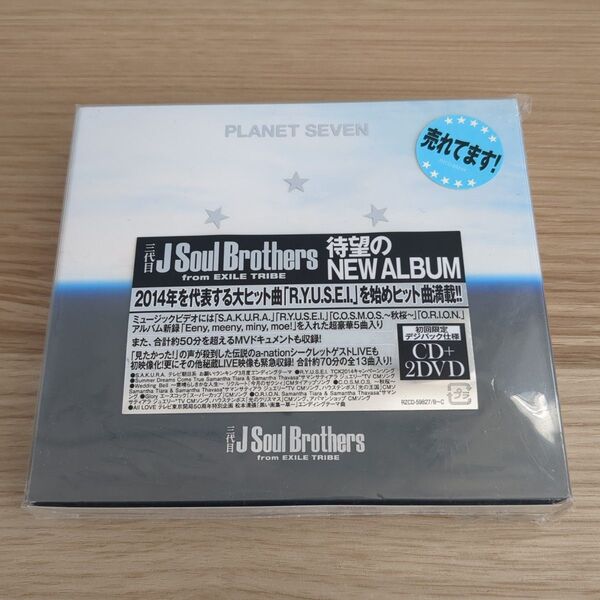 PLANET SEVEN
売れてます!
三代目 J Soul Brothers
from EXILE TRIBE
待望の
NEW ALBUM
2014年を代表する大ヒット曲「R.Y.U.S.E.I.」を始めヒット曲満載!!
ミュージックビデオには「S.A.K.U.R.A.」「R.Y.U.S.E.I.」「C.O.S.M.O.S.〜秋桜〜」「O.R.I.O.N.」
アルバム新録「Eeny, meeny, miny, moe!」を入れた超豪華5曲入り
また、合計約50分を超えるMVドキュメントも収録!
「見たかった!」の声が殺到した伝説のa-nationシークレットゲストLIVEも
初映像化!更にその他秘蔵LIVE映像も緊急収録!合計約70分の全13曲入り!
初回限定
デジパック仕様
CD+
2DVD
RZCD-59827/B~C
三代目 J Soul Brothers
from EXILE TRIBE